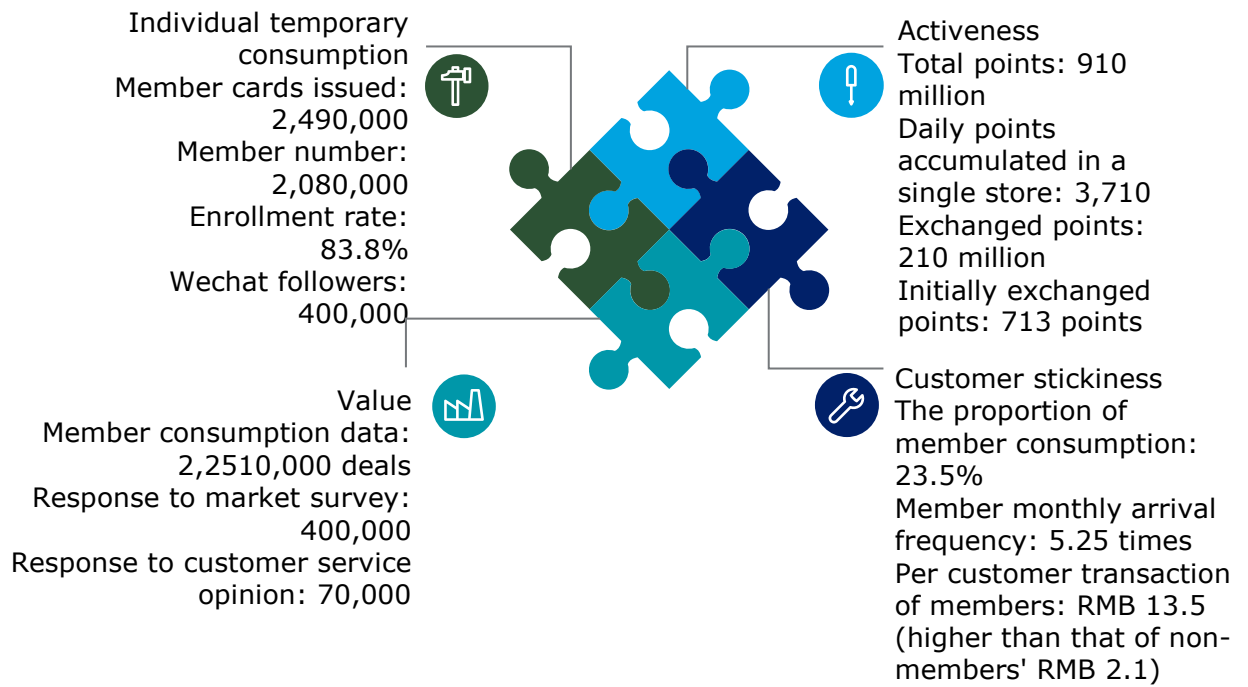 Individual temporary
consumption
Member cards issued:
2,490,000
Member number:
2,080,000
Enrollment rate:
83.8%
Wechat followers:
400,000
Activeness
Total points: 910
million
Daily points
accumulated in a
single store: 3,710
Exchanged points:
210 million
Initially exchanged
points: 713 points
Value
Member consumption data:
2,2510,000 deals
Response to market survey:
400,000
Response to customer service
opinion: 70,000
Customer stickiness
The proportion of
member consumption:
23.5%
Member monthly arrival
frequency: 5.25 times
Per customer transaction
of members: RMB 13.5
(higher than that of non-
members' RMB 2.1)